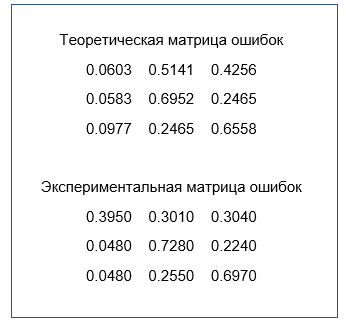 Теоретическая матрица ошибок
0.0603 0.5141 0.4256
0.0583 0.6952 0.2465
0.0977 0.2465 0.6558
Экспериментальная матрица ошибок
0.3950 0.3010 0.3040
0.0480 0.7280 0.2240
0.0480 0.2550 0.6970